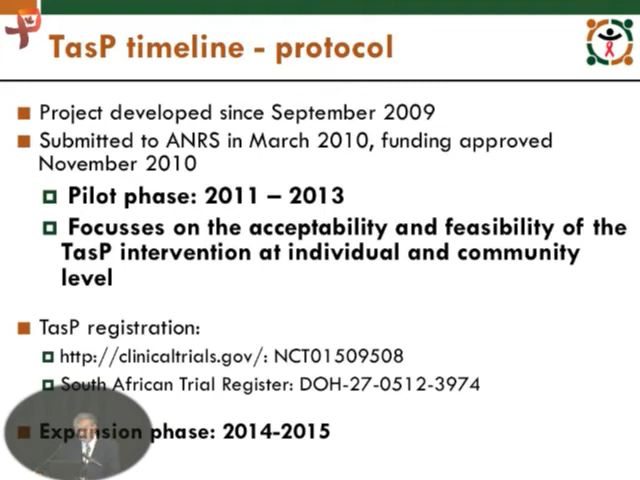 TasP timeline - protocol
Project developed since September 2009
Submitted to ANRS in March 2010, funding approved
November 2010
Pilot phase: 2011 – 2013
Focusses on the acceptability and feasibility of the
TasP intervention at individual and community
level
TasP registration:
http://clinicaltrials.gov/: NCT01509508
South African Trial Register: DOH-27-0512-3974
Expansion phase: 2014-2015